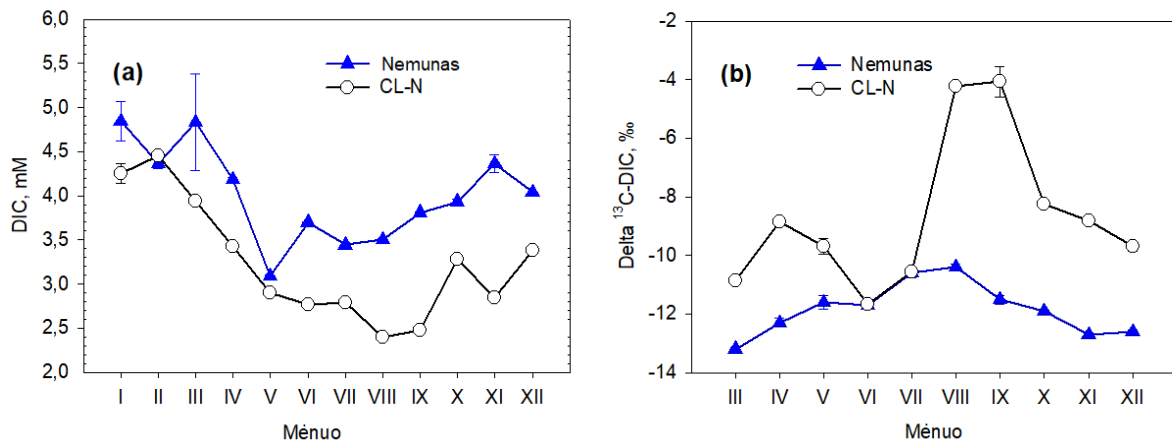 (a)
Nemunas
CL-N
DIC, mM
6,0
5,5
5,0
4,5
4,0
3,5
3,0
2,5
2,0
I II III IV V VI VII VIII IX X XI XII
Mėnuo
(b)
Nemunas
CL-N
Delta ¹³C-DIC, ‰
-2
-4
-6
-8
-10
-12
-14
III IV V VI VII VIII IX X XI XII
Mėnuo